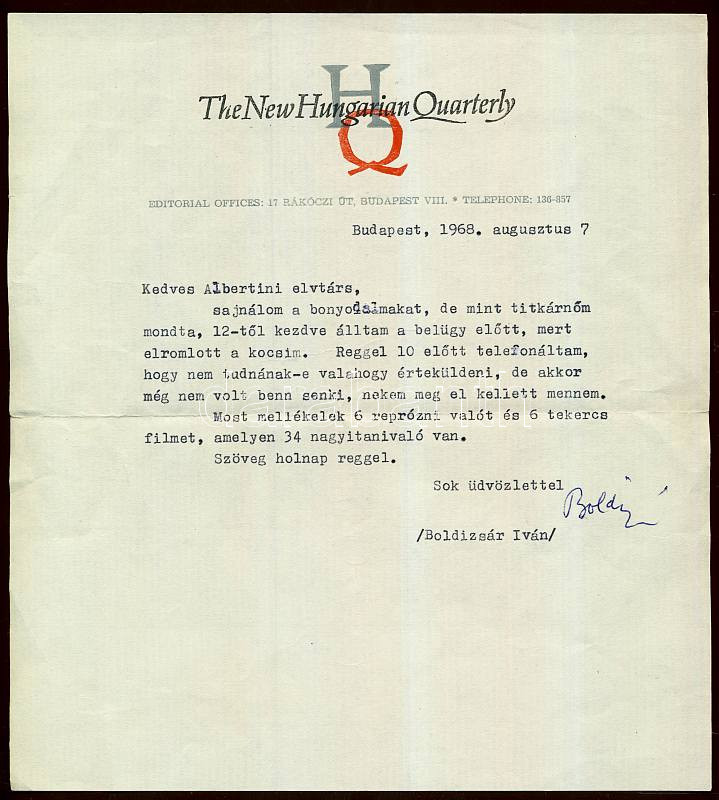 HQ
The New Hungarian Quarterly
EDITORIAL OFFICES: 17 RÁKÓCZI ÚT, BUDAPEST VIII. * TELEPHONE: 136-857
Budapest, 1968. augusztus 7
Kedves Albertini elvtárs,
sajnálom a bonyodalmakat, de mint titkárnőm
mondta, 12-től kezdve álltam a belügy előtt, mert
elromlott a kocsim. Reggel 10 előtt telefonáltam,
hogy nem tudnának-e valahogy érteküldeni, de akkor
még nem volt benn senki, nekem meg el kellett mennem.
Most mellékelek 6 reprózni valót és 6 tekercs
filmet, amelyen 34 nagyitanivaló van.
Szöveg holnap reggel.
Sok üdvözlettel
Boldizsár
/Boldizsár Iván/